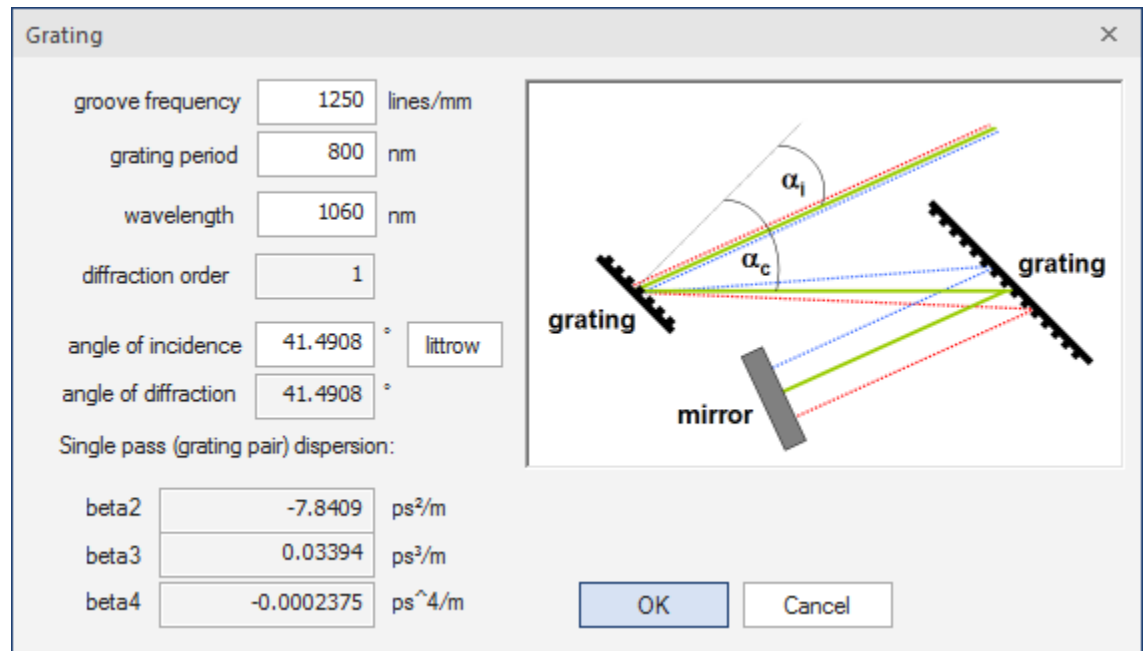 Grating
groove frequency 1250 lines/mm
grating period 800 nm
wavelength 1060 nm
diffraction order 1
angle of incidence 41.4908 ° littrow
angle of diffraction 41.4908 °
Single pass (grating pair) dispersion:
beta2 -7.8409 ps²/m
beta3 0.03394 ps³/m
beta4 -0.0002375 ps^4/m
αi
αc
grating
grating
mirror
OK Cancel